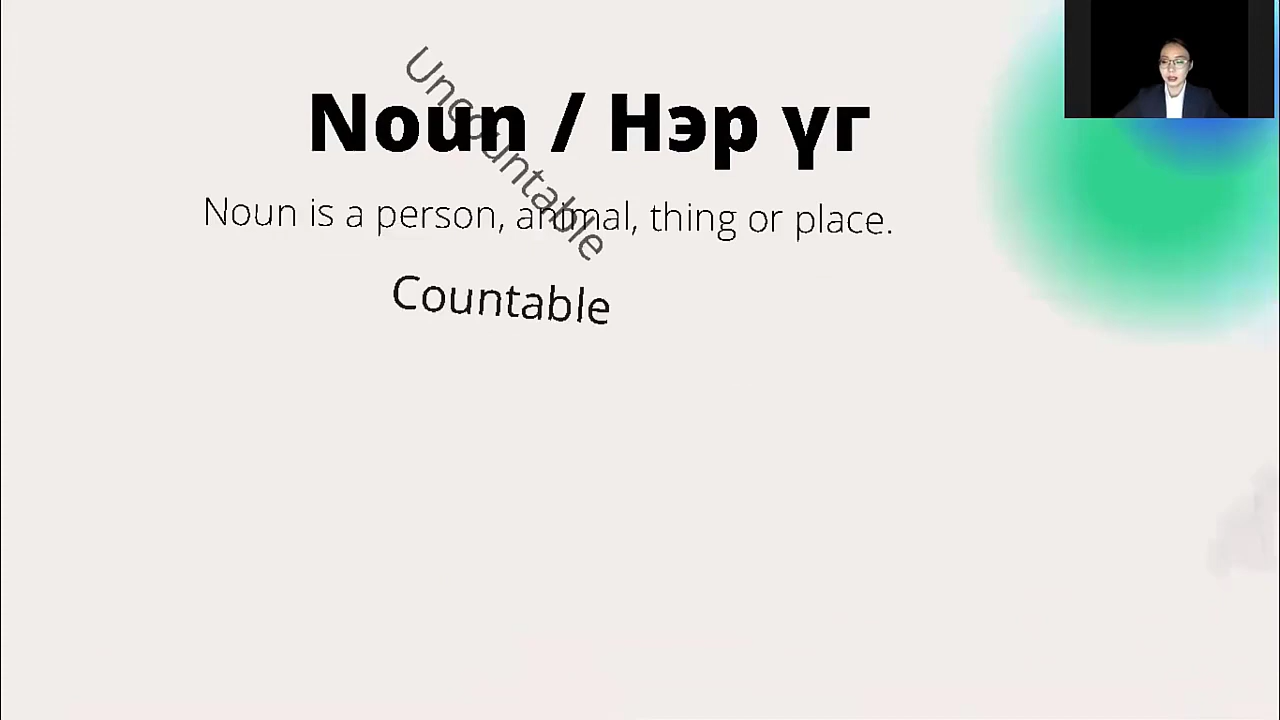 Noun / Нэр үг
Uncountable
Noun is a person, animal, thing or place.
Countable